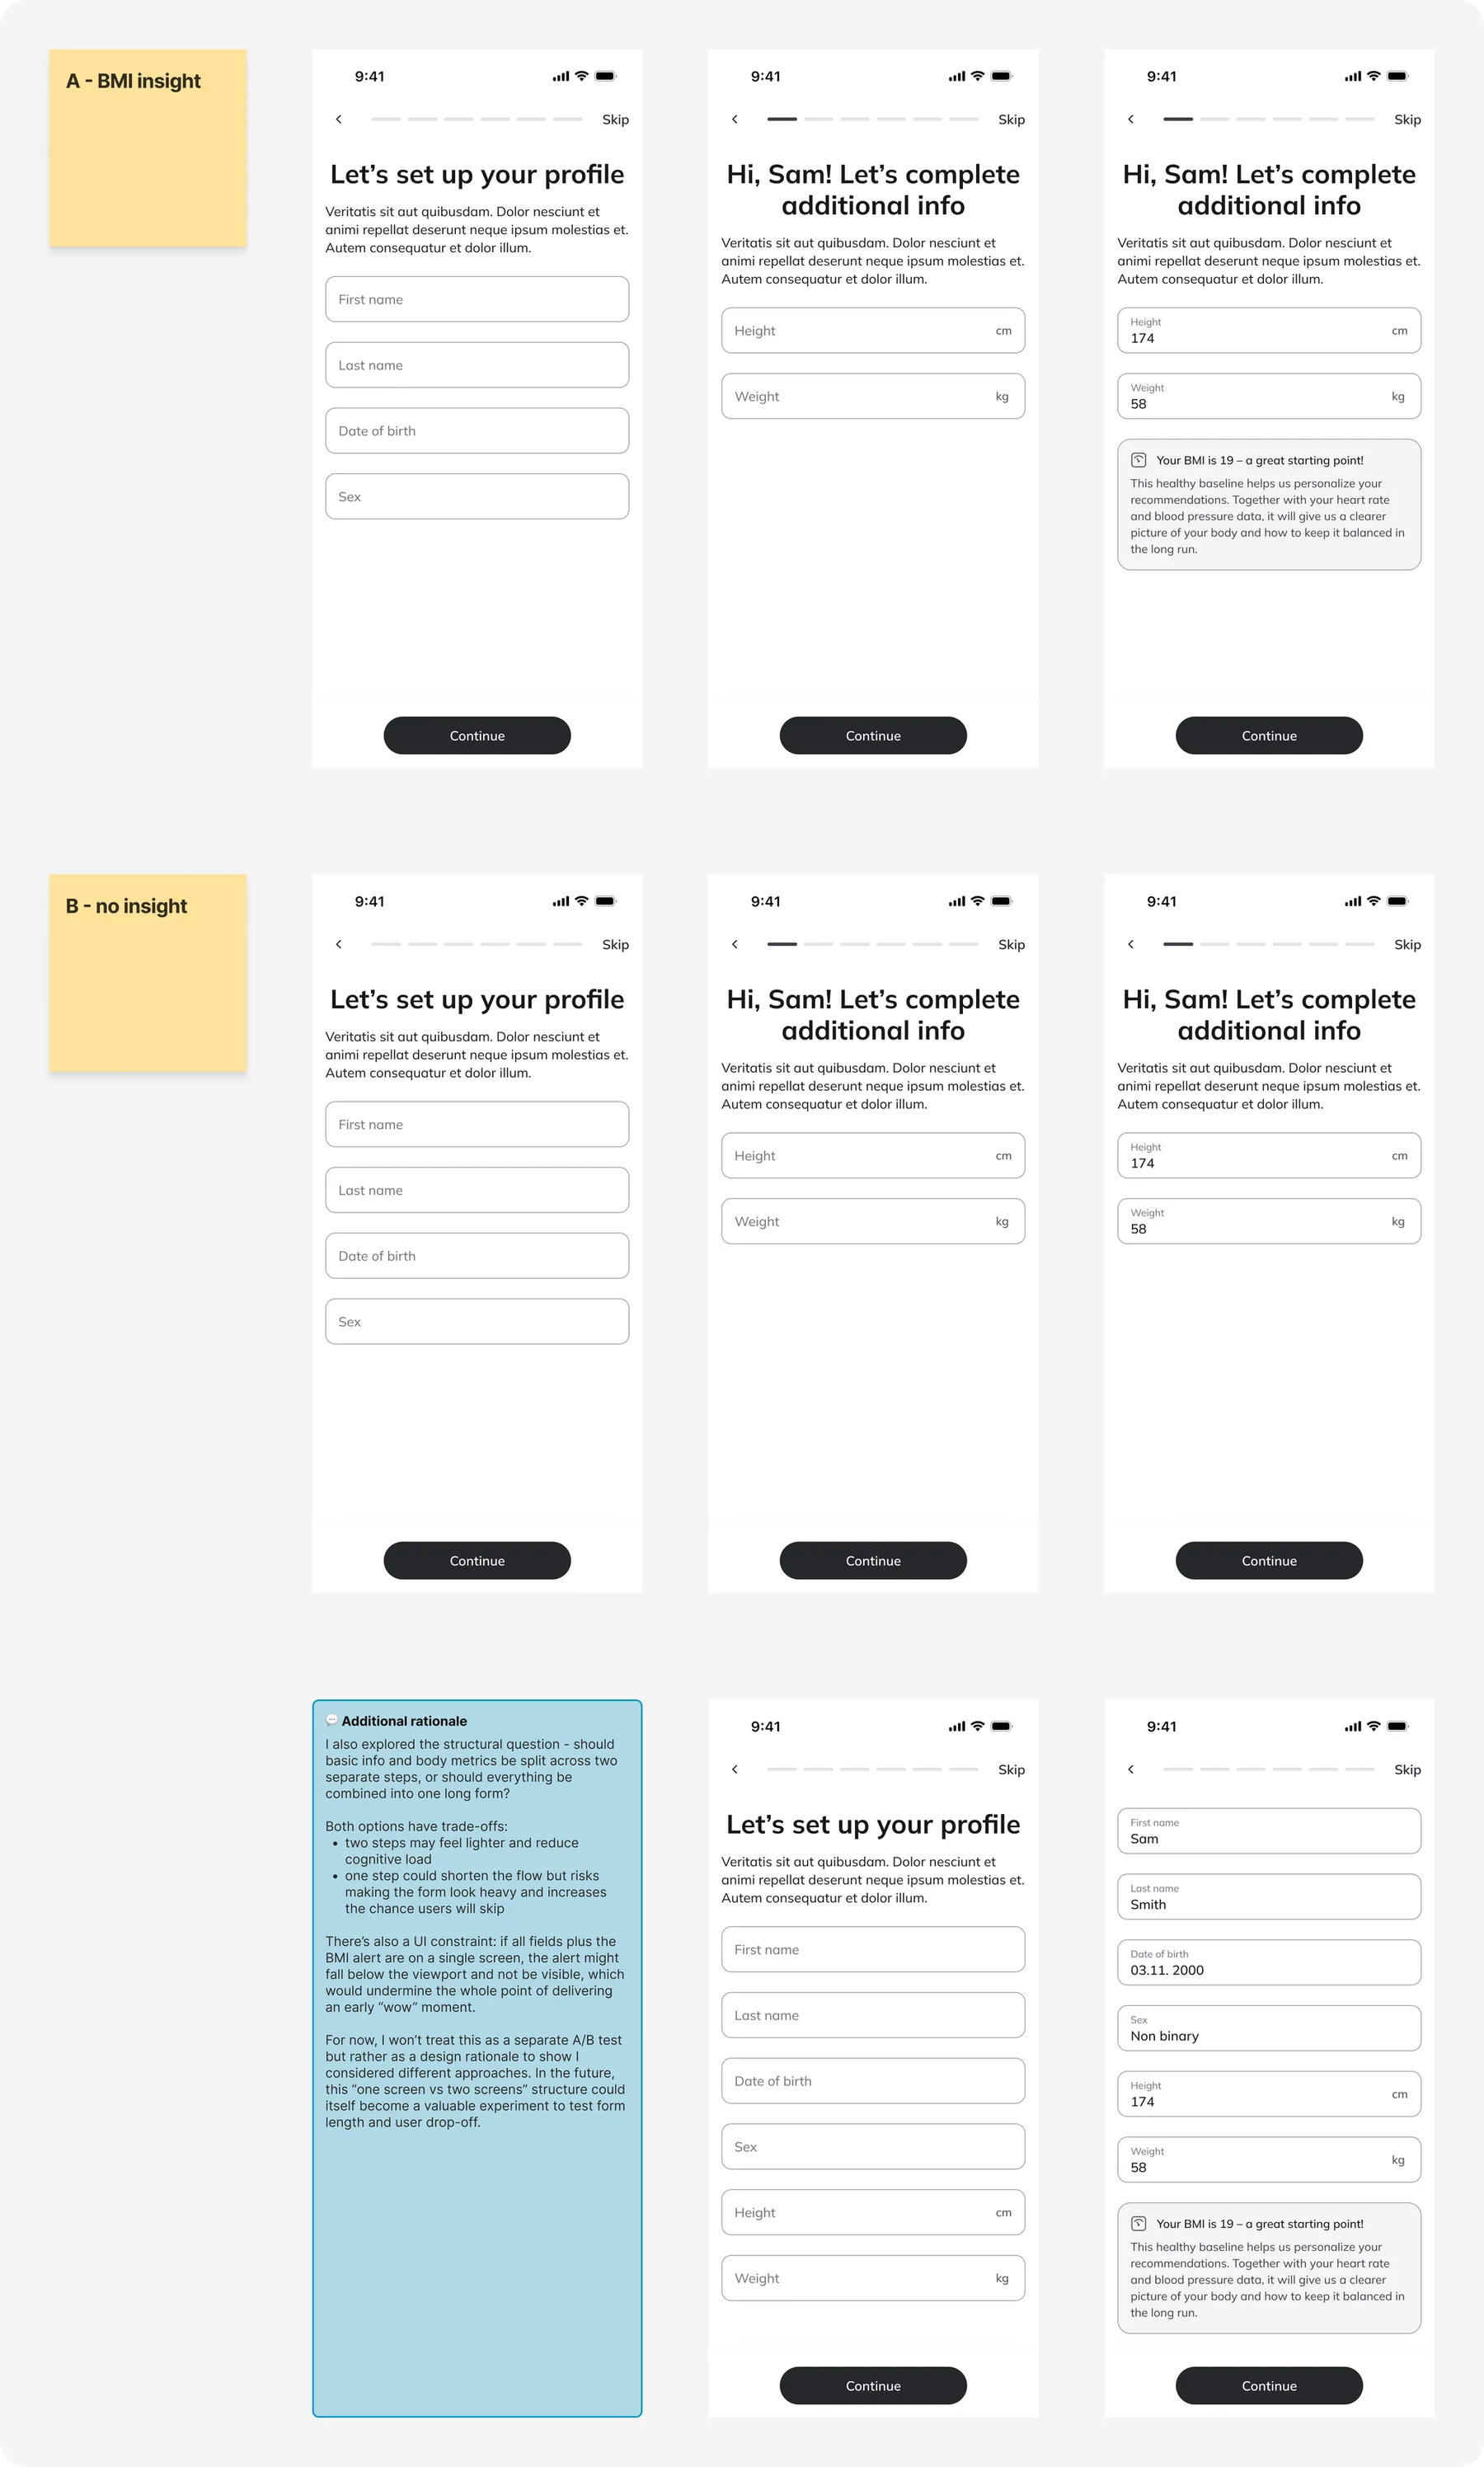 A - BMI insight
9:41
Skip
Let’s set up your profile
Veritatis sit aut quibusdam. Dolor nesciunt et
animi repellat deserunt neque ipsum molestias et.
Autem consequatur et dolor illum.
First name
Last name
Date of birth
Sex
Continue
9:41
Skip
Hi, Sam! Let’s complete
additional info
Veritatis sit aut quibusdam. Dolor nesciunt et
animi repellat deserunt neque ipsum molestias et.
Autem consequatur et dolor illum.
Height cm
Weight kg
Continue
9:41
Skip
Hi, Sam! Let’s complete
additional info
Veritatis sit aut quibusdam. Dolor nesciunt et
animi repellat deserunt neque ipsum molestias et.
Autem consequatur et dolor illum.
Height
174 cm
Weight
58 kg
Your BMI is 19 – a great starting point!
This healthy baseline helps us personalize your
recommendations. Together with your heart rate
and blood pressure data, it will give us a clearer
picture of your body and how to keep it balanced in
the long run.
Continue
B - no insight
9:41
Skip
Let’s set up your profile
Veritatis sit aut quibusdam. Dolor nesciunt et
animi repellat deserunt neque ipsum molestias et.
Autem consequatur et dolor illum.
First name
Last name
Date of birth
Sex
Continue
9:41
Skip
Hi, Sam! Let’s complete
additional info
Veritatis sit aut quibusdam. Dolor nesciunt et
animi repellat deserunt neque ipsum molestias et.
Autem consequatur et dolor illum.
Height cm
Weight kg
Continue
9:41
Skip
Hi, Sam! Let’s complete
additional info
Veritatis sit aut quibusdam. Dolor nesciunt et
animi repellat deserunt neque ipsum molestias et.
Autem consequatur et dolor illum.
Height
174 cm
Weight
58 kg
Continue
💬 Additional rationale
I also explored the structural question - should
basic info and body metrics be split across two
separate steps, or should everything be
combined into one long form?
Both options have trade-offs:
• two steps may feel lighter and reduce
cognitive load
• one step could shorten the flow but risks
making the form look heavy and increases
the chance users will skip
There’s also a UI constraint: if all fields plus the
BMI alert are on a single screen, the alert might
fall below the viewport and not be visible, which
would undermine the whole point of delivering
an early “wow” moment.
For now, I won’t treat this as a separate A/B test
but rather as a design rationale to show I
considered different approaches. In the future,
this “one screen vs two screens” structure could
itself become a valuable experiment to test form
length and user drop-off.
9:41
Skip
Let’s set up your profile
Veritatis sit aut quibusdam. Dolor nesciunt et
animi repellat deserunt neque ipsum molestias et.
Autem consequatur et dolor illum.
First name
Last name
Date of birth
Sex
Height cm
Weight kg
Continue
9:41
Skip
First name
Sam
Last name
Smith
Date of birth
03.11. 2000
Sex
Non binary
Height
174 cm
Weight
58 kg
Your BMI is 19 – a great starting point!
This healthy baseline helps us personalize your
recommendations. Together with your heart rate
and blood pressure data, it will give us a clearer
picture of your body and how to keep it balanced in
the long run.
Continue